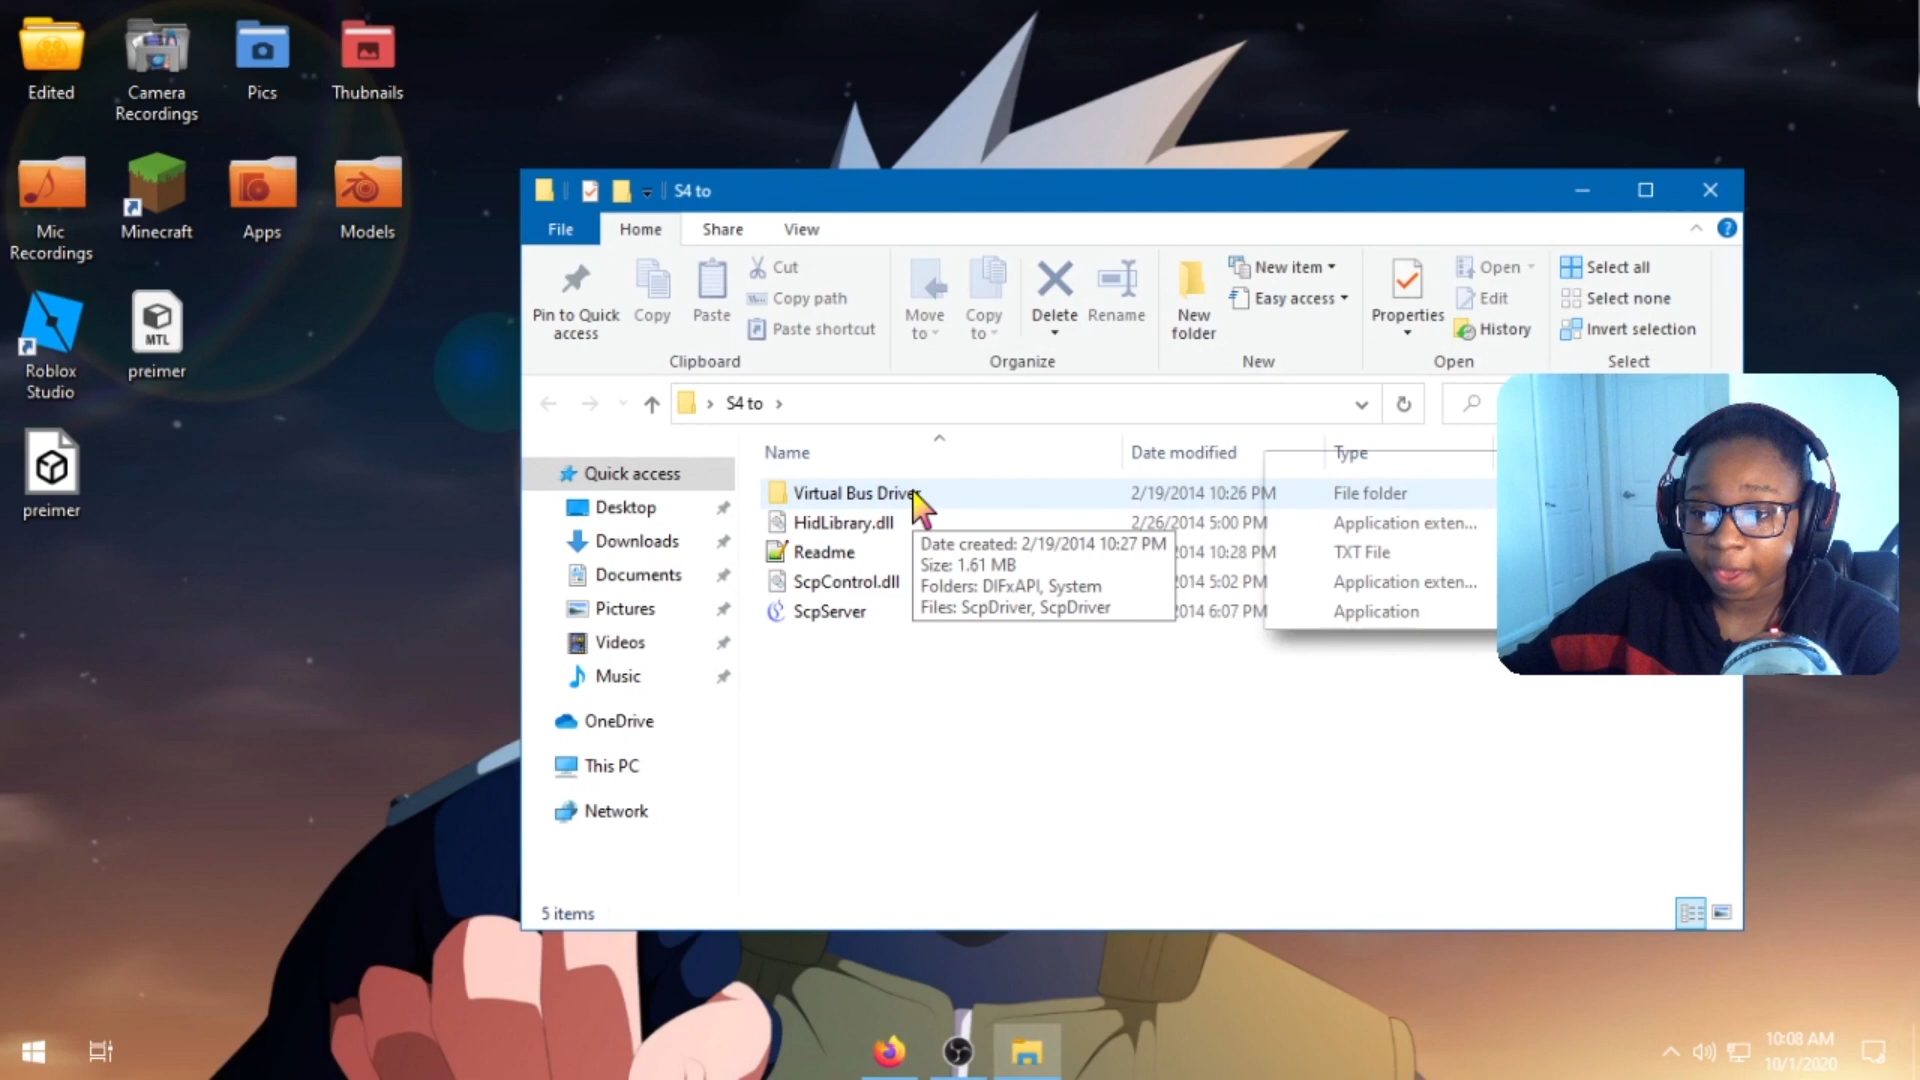 Edited
Camera
Recordings
Pics
Thubnails
Mic
Recordings
Minecraft
Apps
Models
Roblox
Studio
MTL
preimer
preimer
S4 to
File
Home
Share
View
Pin to Quick
access
Copy
Paste
Cut
Copy path
Paste shortcut
Clipboard
Move
to
Copy
to
Delete
Rename
Organize
New
folder
New item
Easy access
New
Properties
Open
Edit
History
Open
Select all
Select none
Invert selection
Select
S4 to
Name
Date modified
Type
Quick access
Desktop
Downloads
Documents
Pictures
Videos
Music
OneDrive
This PC
Network
Virtual Bus Driver 2/19/2014 10:26 PM File folder
HidLibrary.dll 2/26/2014 5:00 PM Application exten...
Readme 2014 10:28 PM TXT File
ScpControl.dll 2014 5:02 PM Application exten...
ScpServer 2014 6:07 PM Application
Date created: 2/19/2014 10:27 PM
Size: 1.61 MB
Folders: DIFxAPI, System
Files: ScpDriver, ScpDriver
5 items
10:08 AM
10/1/2020